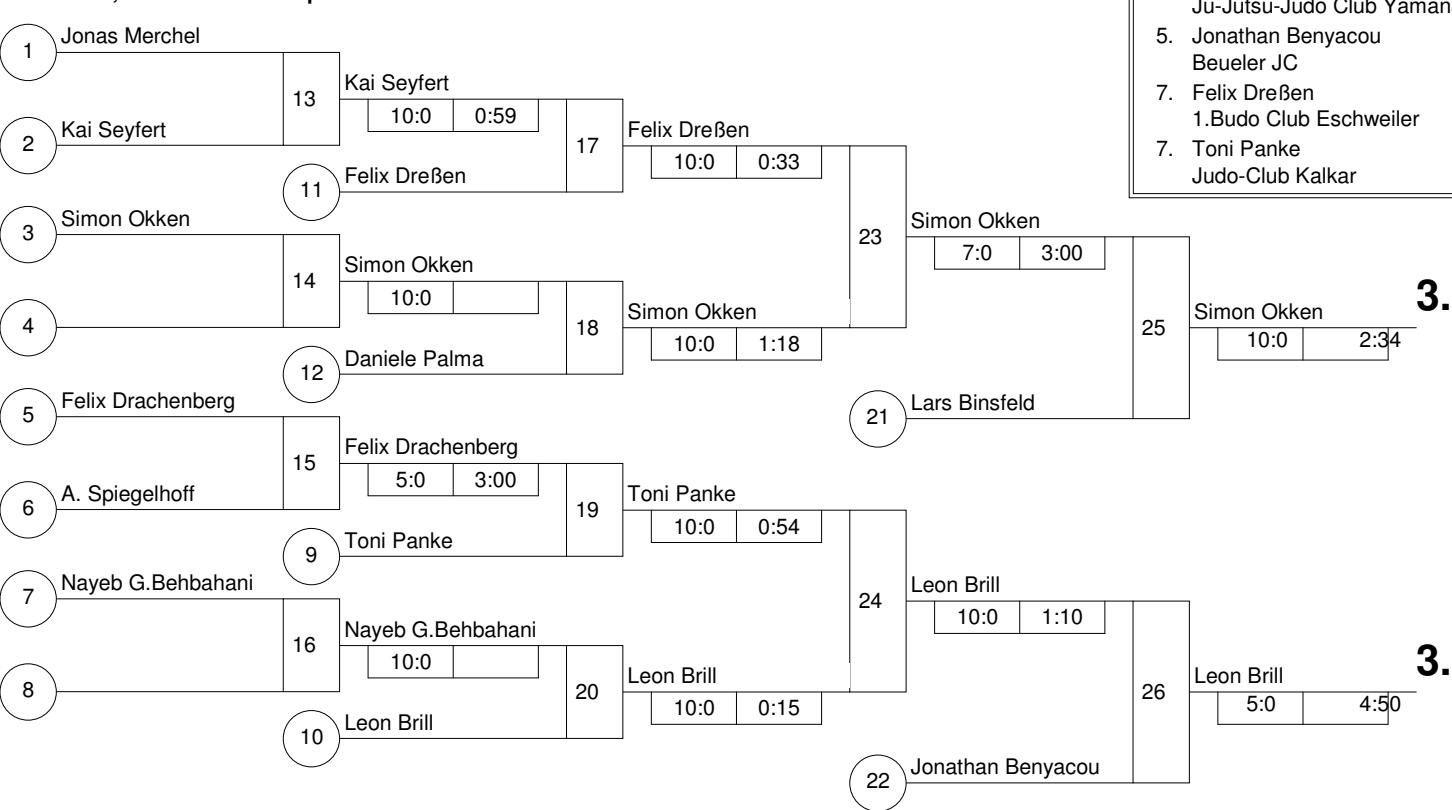 Ju-Jutsu-Judo Club
5. Jonathan Benyacou
Beueler JC
7. Felix Dreßen
1.Budo Club Eschweiler
7. Toni Panke
Judo-Club Kalkar
1 Jonas Merchel
13 Kai Seyfert
10:0 0:59
2 Kai Seyfert
17 Felix Dreßen
10:0 0:33
11 Felix Dreßen
3 Simon Okken
23 Simon Okken
7:0 3:00
14 Simon Okken
10:0
18 Simon Okken
10:0 1:18
4
12 Daniele Palma
25 Simon Okken
10:0 2:34
3.
5 Felix Drachenberg
21 Lars Binsfeld
15 Felix Drachenberg
5:0 3:00
6 A. Spiegelhoff
19 Toni Panke
10:0 0:54
9 Toni Panke
7 Nayeb G.Behbahani
24 Leon Brill
10:0 1:10
16 Nayeb G.Behbahani
10:0
8
20 Leon Brill
10:0 0:15
10 Leon Brill
26 Leon Brill
5:0 4:50
3.
22 Jonathan Benyacou